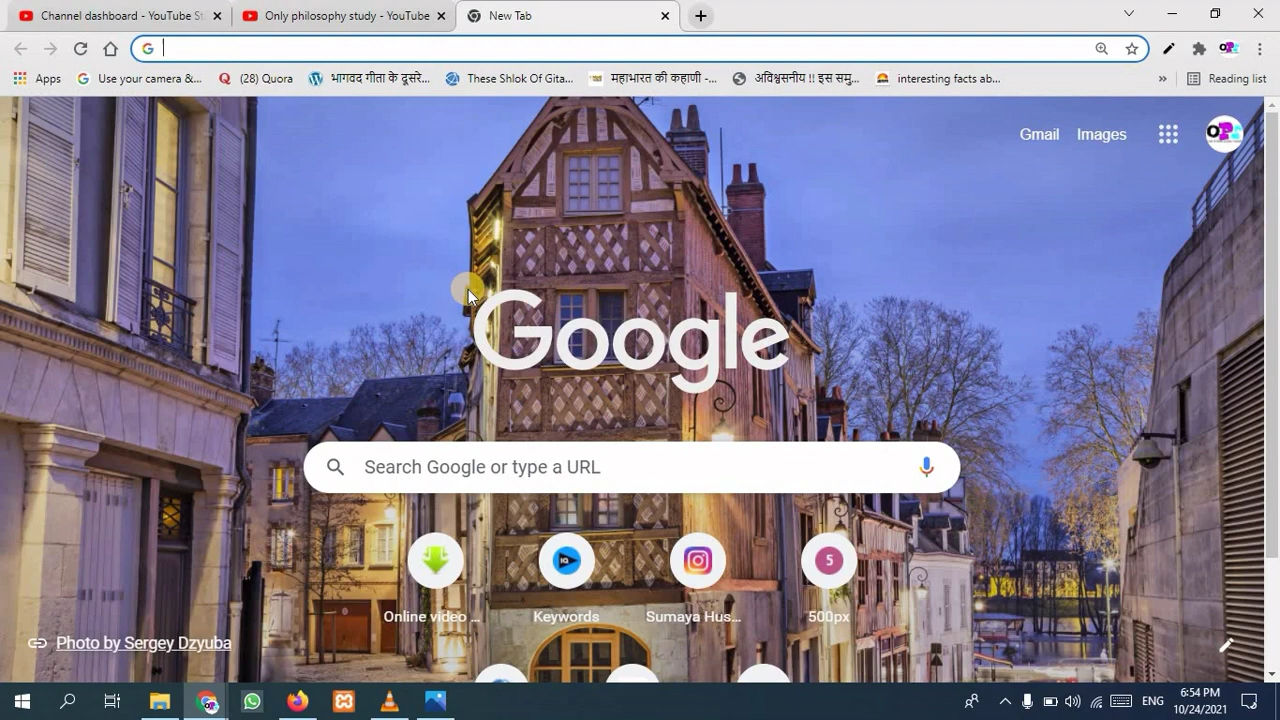 Channel dashboard - YouTube St
Only philosophy study - YouTube
New Tab
Apps
Use your camera &...
(28) Quora
भागवद गीता के दूसरे...
These Shlok Of Gita...
महाभारत की कहाणी -...
अविश्वसनीय !! इस समु...
interesting facts ab...
»
Reading list
Gmail
Images
OPS
Google
Search Google or type a URL
Online video ...
Keywords
Sumaya Hus...
5
500px
Photo by Sergey Dzyuba
ENG
6:54 PM
10/24/2021